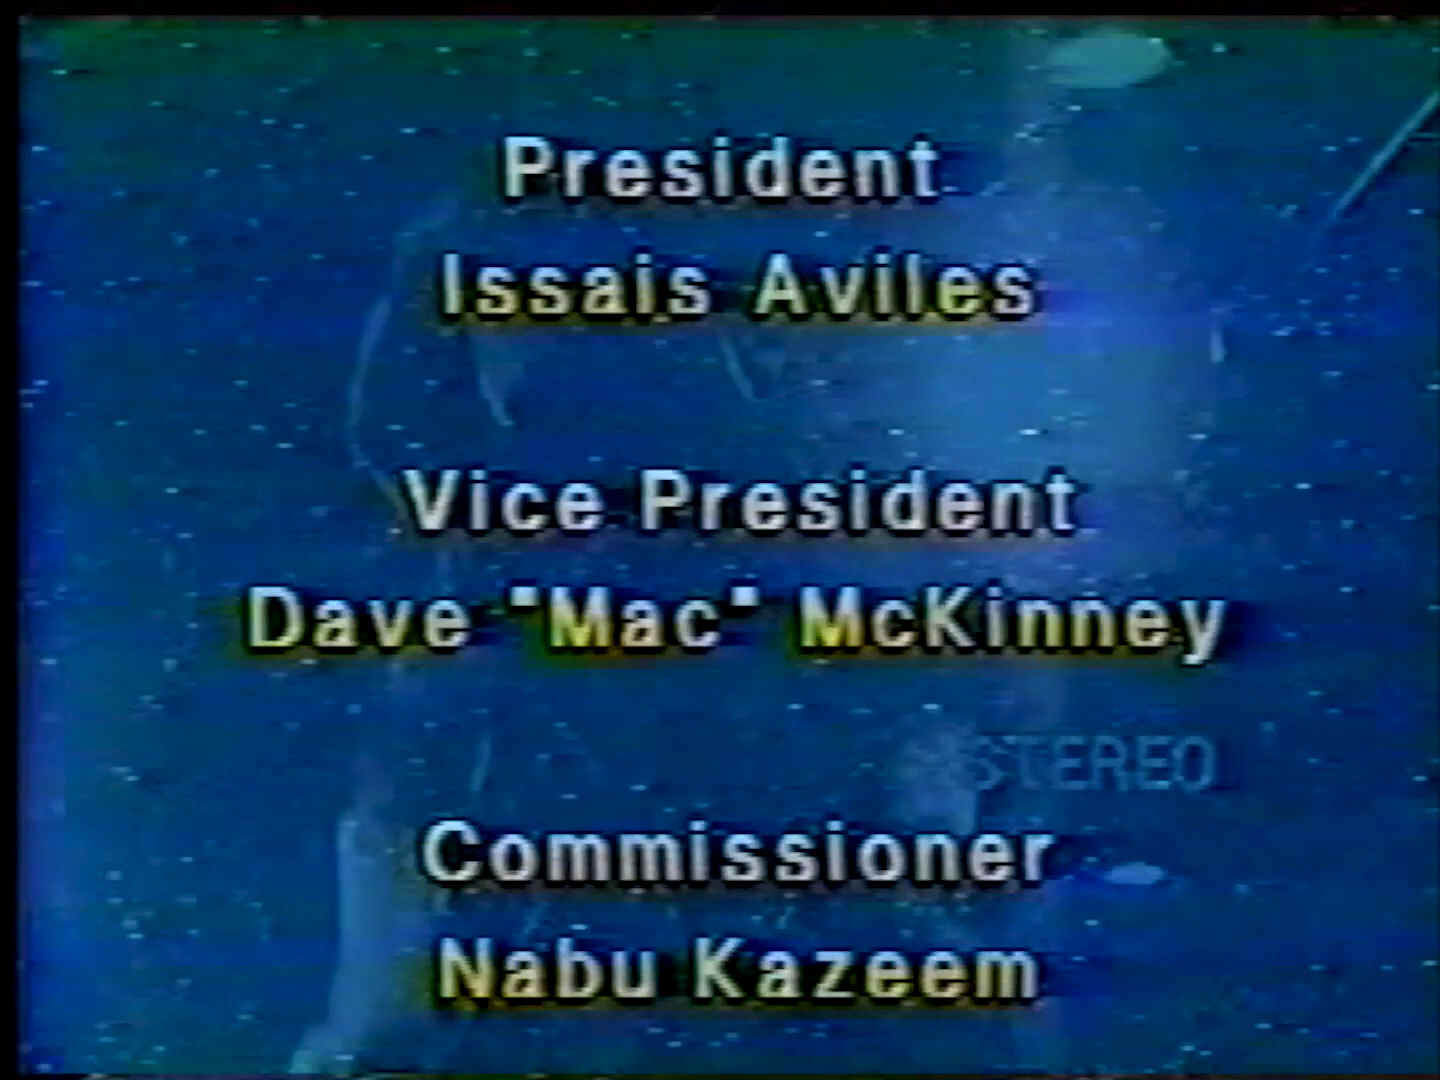 President
Issais Aviles
Vice President
Dave "Mac" McKinney
STEREO
Commissioner
Nabu Kazeem